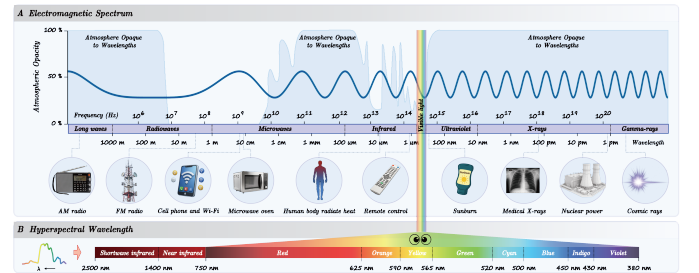 A Electromagnetic Spectrum
100 %
Atmosphere Opaque
to Wavelengths
Atmosphere Opaque
to Wavelengths
Atmosphere Opaque
to Wavelengths
Atmospheric Opacity
50 %
0 %
Visible light
Frequency (Hz) 10⁶ 10⁷ 10⁸ 10⁹ 10¹⁰ 10¹¹ 10¹² 10¹³ 10¹⁴ 10¹⁵ 10¹⁶ 10¹⁷ 10¹⁸ 10¹⁹ 10²⁰
Long waves Radiowaves Microwaves Infrared Ultraviolet X-rays Gamma-rays
1000 m 100 m 10 m 1 m 10 cm 1 cm 1 mm 100 μm 10 μm 1 μm 100 nm 10 nm 1 nm 100 pm 10 pm 1 pm Wavelength
AM radio FM radio Cell phone and Wi-Fi Microwave oven Human body radiate heat Remote control Sunburn Medical X-rays Nuclear power Cosmic rays
B Hyperspectral Wavelength
Shortwave infrared Near infrared Red Orange Yellow Green Cyan Blue Indigo Violet
2500 nm 1400 nm 750 nm 625 nm 590 nm 565 nm 520 nm 500 nm 450 nm 430 nm 380 nm